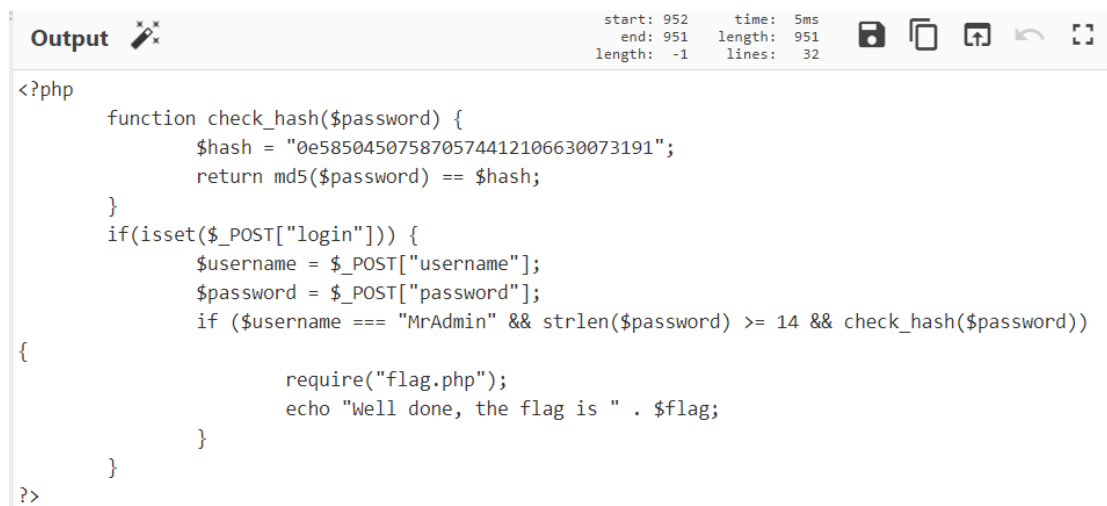 Output
start: 952 time: 5ms
end: 951 length: 951
length: -1 lines: 32
<?php
        function check_hash($password) {
                $hash = "0e58504507587057441210663007​3191";
                return md5($password) == $hash;
        }
        if(isset($_POST["login"])) {
                $username = $_POST["username"];
                $password = $_POST["password"];
                if ($username === "MrAdmin" && strlen($password) >= 14 && check_hash($password))
{
                        require("flag.php");
                        echo "Well done, the flag is " . $flag;
                }
        }
?>